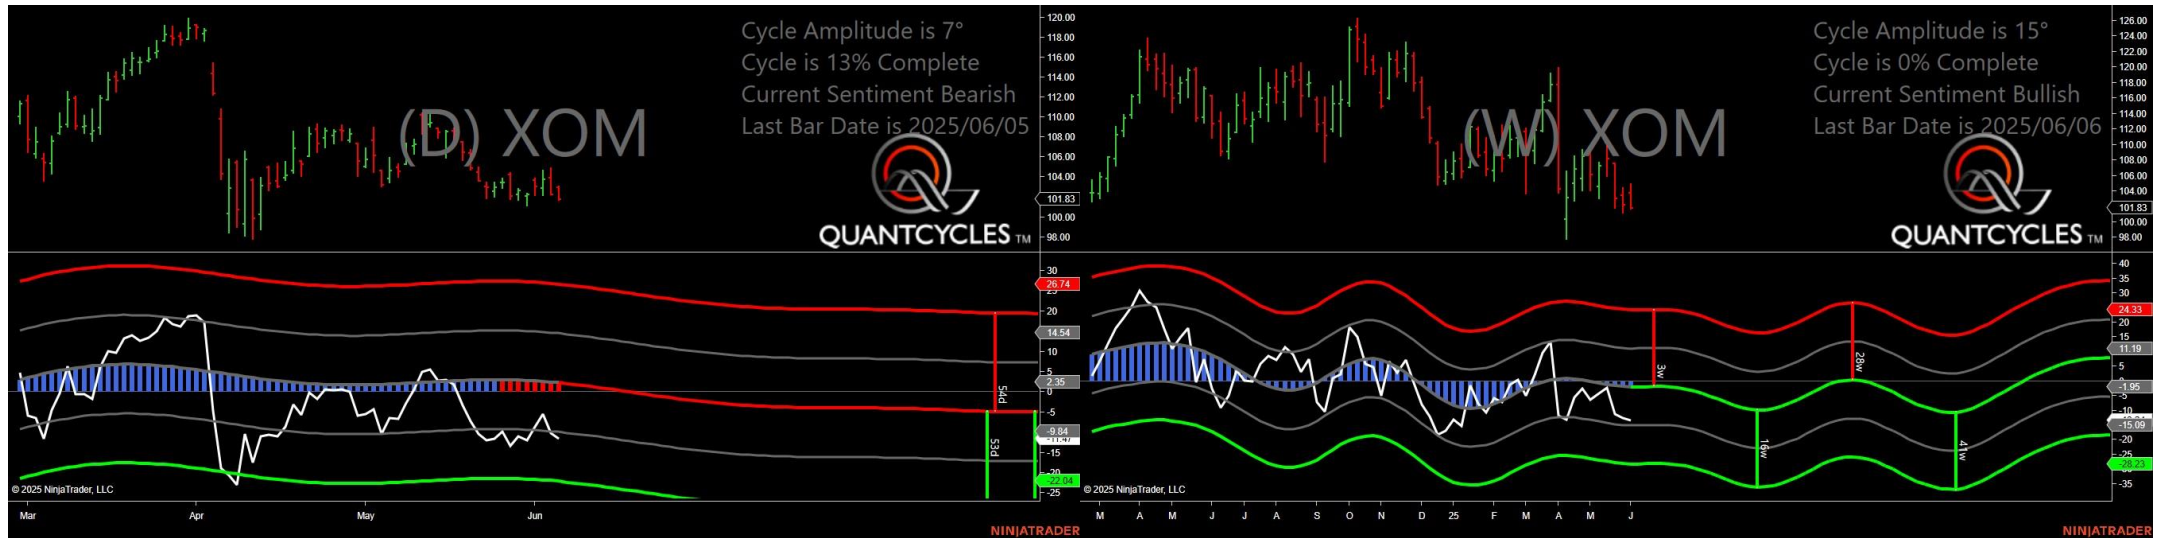 Cycle Amplitude is 7°
Cycle is 13% Complete
Current Sentiment Bearish
Last Bar Date is 2025/06/05
(D) XOM
QUANTCYCLES TM
120.00
118.00
116.00
114.00
112.00
110.00
108.00
106.00
104.00
101.83
100.00
98.00
30
26.74
20
14.54
10
5
2.35
0
-5
-9.84
-15
-20
-22.04
-25
54d
53d
© 2025 NinjaTrader, LLC
Mar Apr May Jun
NINJATRADER
Cycle Amplitude is 15°
Cycle is 0% Complete
Current Sentiment Bullish
Last Bar Date is 2025/06/06
(W) XOM
QUANTCYCLES TM
126.00
124.00
122.00
120.00
118.00
116.00
114.00
112.00
110.00
108.00
106.00
104.00
101.83
100.00
98.00
40
35
30
24.33
20
15
11.19
5
0
-1.95
-5
-10
-15.09
-20
-25
-28.23
-35
3w
28w
16w
41w
© 2025 NinjaTrader, LLC
M A M J J A S O N D 25 F M A M J
NINJATRADER